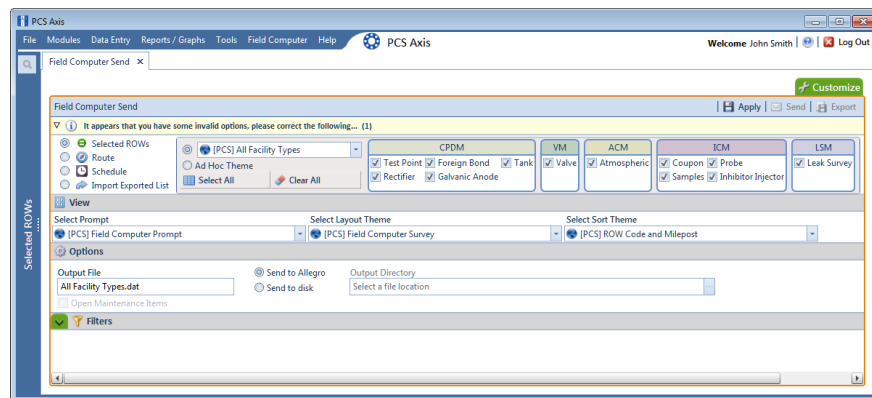 PCS Axis
File Modules Data Entry Reports / Graphs Tools Field Computer Help PCS Axis Welcome John Smith Log Out
Field Computer Send
Customize
Field Computer Send Apply Send Export
It appears that you have some invalid options, please correct the following... (1)
Selected ROWs
Route
Schedule
Import Exported List
[PCS] All Facility Types
Ad Hoc Theme
Select All Clear All
CPDM
Test Point Foreign Bond Tank
Rectifier Galvanic Anode
VM
Valve
ACM
Atmospheric
ICM
Coupon Probe
Samples Inhibitor Injector
LSM
Leak Survey
Selected ROWs
View
Select Prompt Select Layout Theme Select Sort Theme
[PCS] Field Computer Prompt [PCS] Field Computer Survey [PCS] ROW Code and Milepost
Options
Output File Send to Allegro Output Directory
All Facility Types.dat Send to disk Select a file location
Open Maintenance Items
Filters